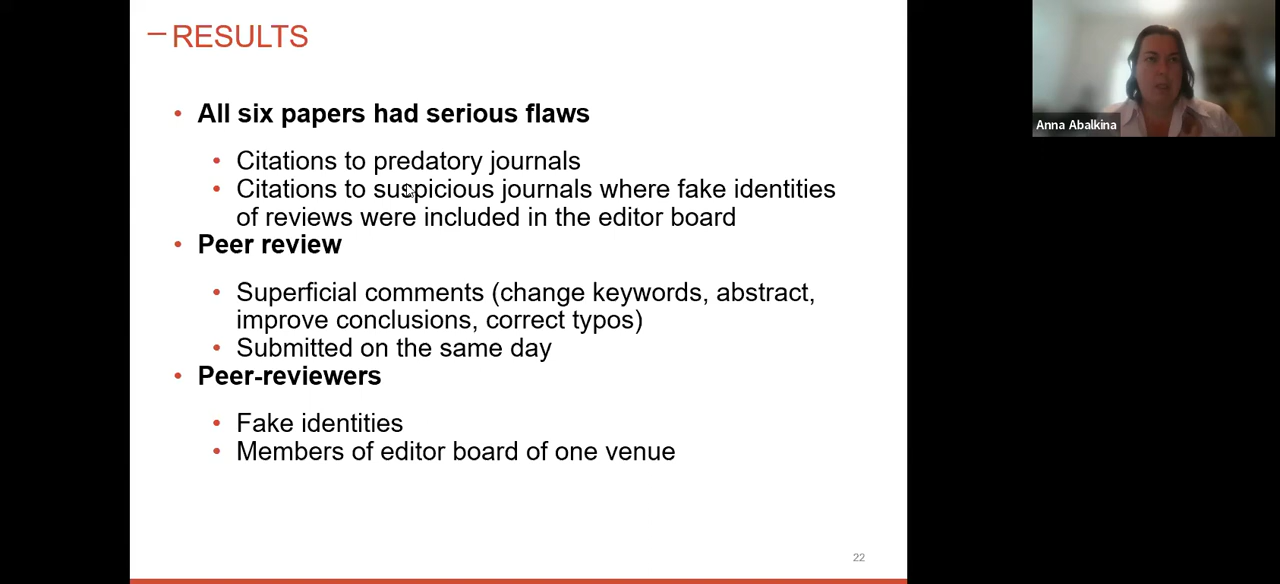 RESULTS
• All six papers had serious flaws
• Citations to predatory journals
• Citations to suspicious journals where fake identities
of reviews were included in the editor board
• Peer review
• Superficial comments (change keywords, abstract,
improve conclusions, correct typos)
• Submitted on the same day
• Peer-reviewers
• Fake identities
• Members of editor board of one venue
22
Anna Abalkina